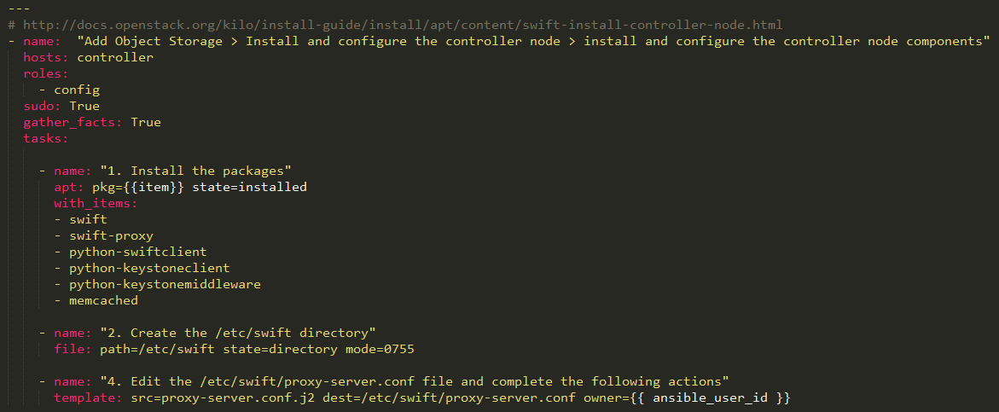 ---
# http://docs.openstack.org/kilo/install-guide/install/apt/content/swift-install-controller-node.html
- name:  "Add Object Storage > Install and configure the controller node > install and configure the controller node components"
  hosts: controller
  roles:
    - config
  sudo: True
  gather_facts: True
  tasks:

    - name: "1. Install the packages"
      apt: pkg={{item}} state=installed
      with_items:
      - swift
      - swift-proxy
      - python-swiftclient
      - python-keystoneclient
      - python-keystonemiddleware
      - memcached

    - name: "2. Create the /etc/swift directory"
      file: path=/etc/swift state=directory mode=0755

    - name: "4. Edit the /etc/swift/proxy-server.conf file and complete the following actions"
      template: src=proxy-server.conf.j2 dest=/etc/swift/proxy-server.conf owner={{ ansible_user_id }}